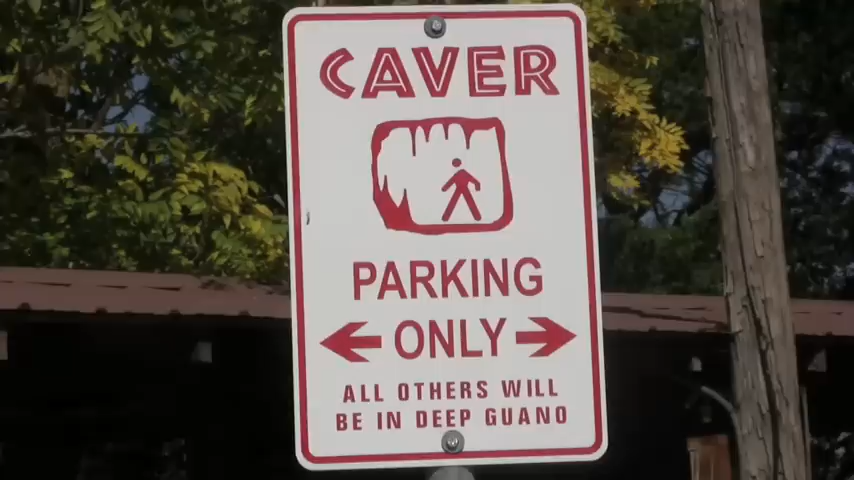 CAVER
PARKING
ONLY
ALL OTHERS WILL
BE IN DEEP GUANO